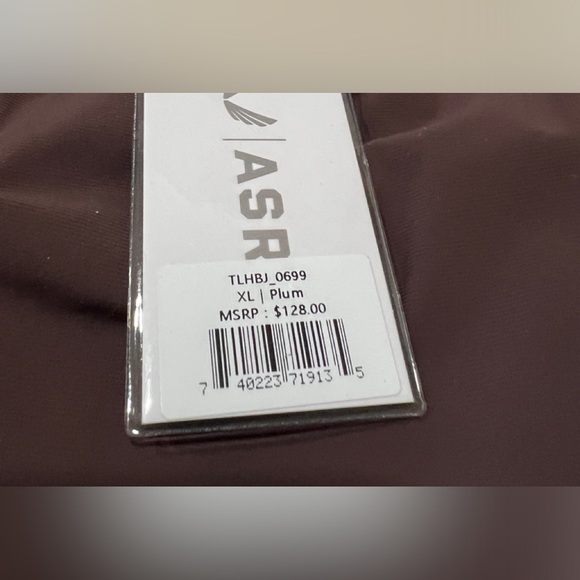 ASR
TLHBJ_0699
XL | Plum
MSRP : $128.00
7 40223 71913 5